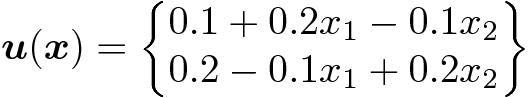 u(x) = { 0.1 + 0.2x₁ − 0.1x₂
0.2 − 0.1x₁ + 0.2x₂ }